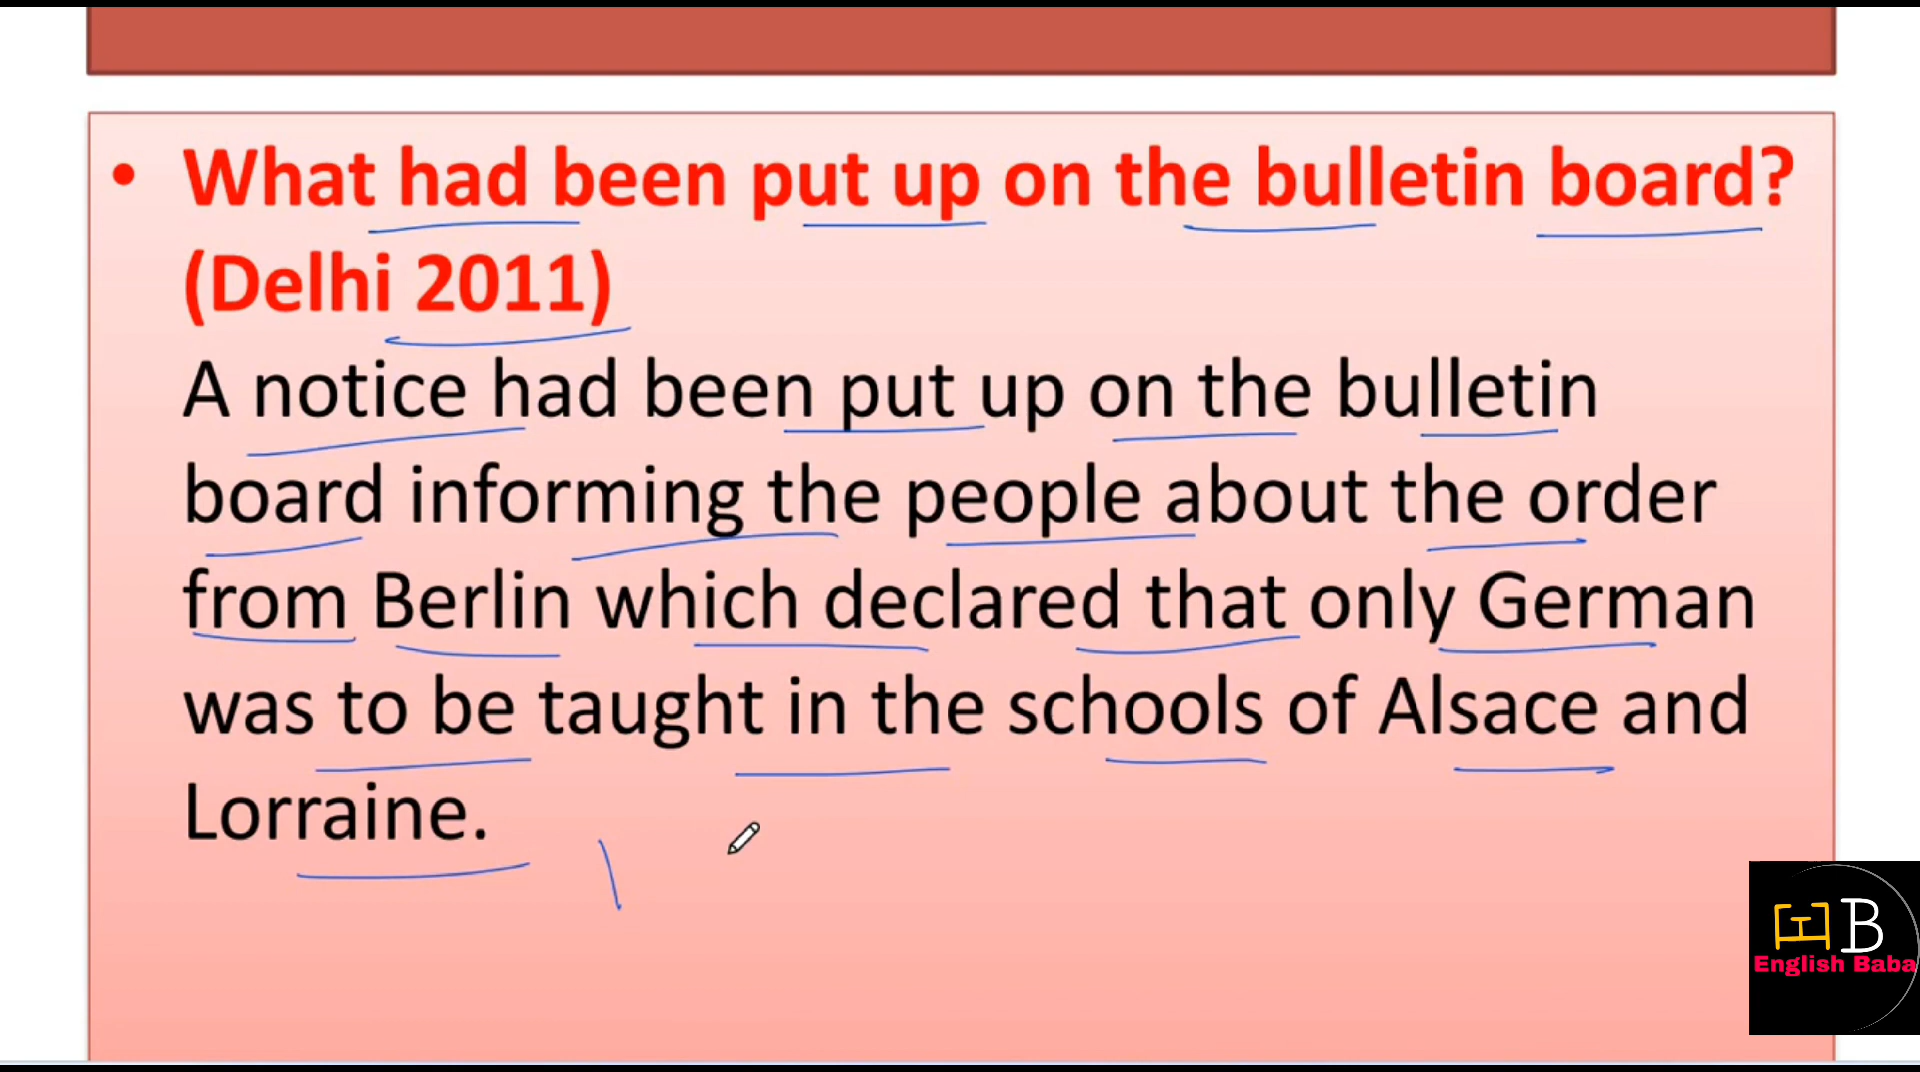 • What had been put up on the bulletin board?
(Delhi 2011)
A notice had been put up on the bulletin
board informing the people about the order
from Berlin which declared that only German
was to be taught in the schools of Alsace and
Lorraine.
B
English Baba